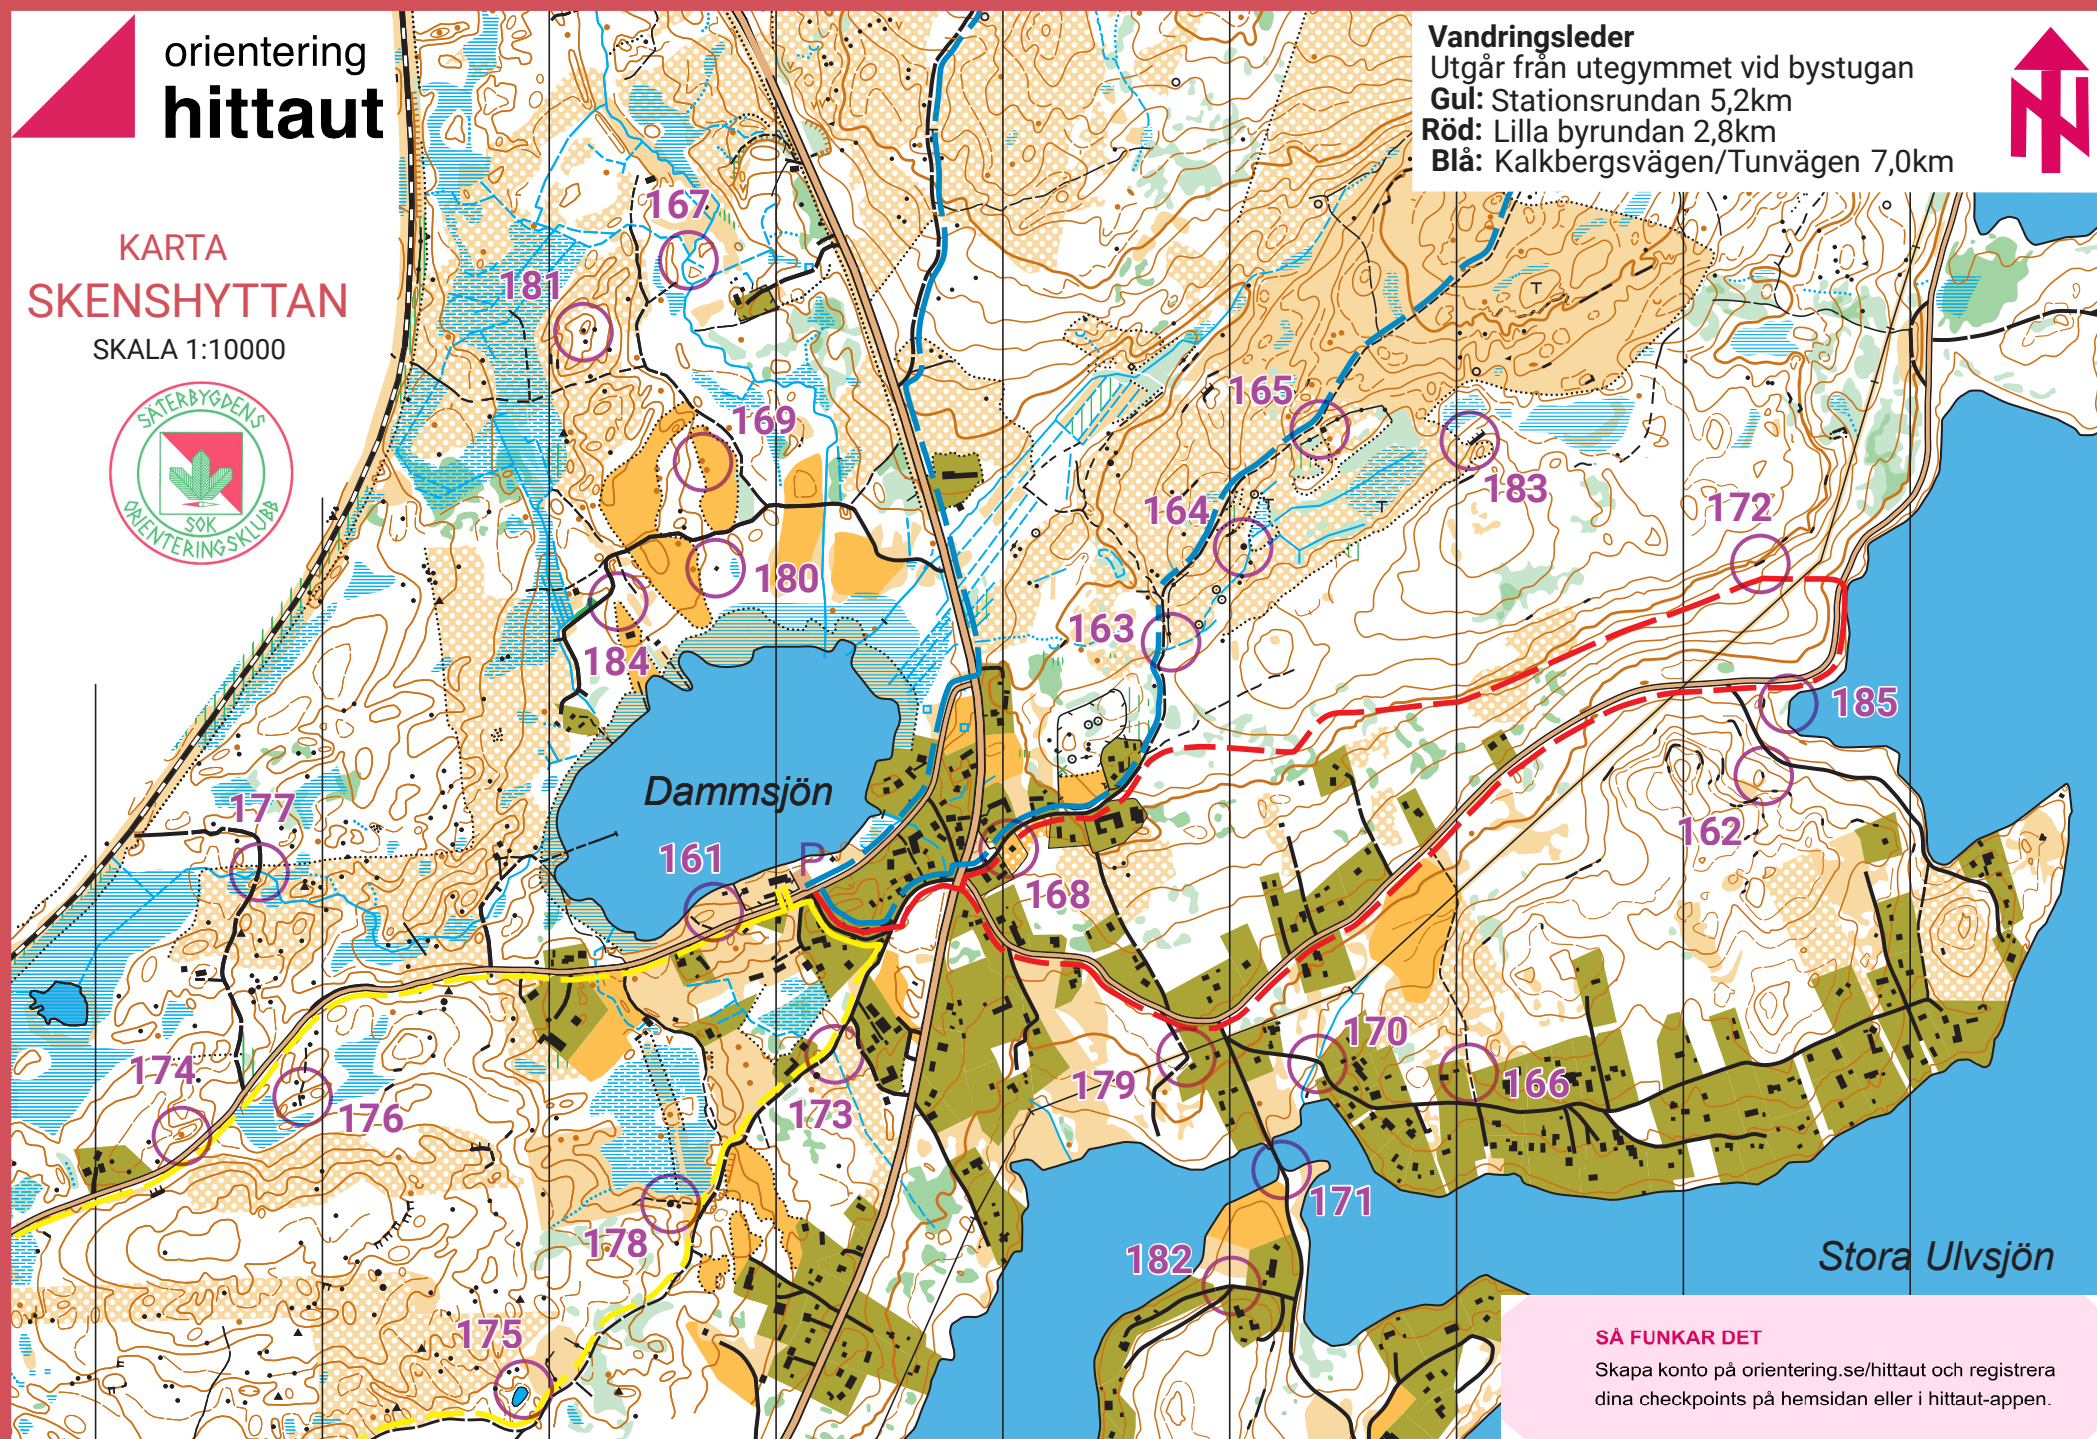 orientering
hittaut
Vandringsleder
Utgår från utegymmet vid bystugan
Gul: Stationsrundan 5,2km
Röd: Lilla byrundan 2,8km
Blå: Kalkbergsvägen/Tunvägen 7,0km
N
KARTA
SKENSHYTTAN
SKALA 1:10000
SÄTERBYGDENS
SOK
ORIENTERINGSKLUBB
167
181
165
169
183
164
172
180
163
184
185
Dammsjön
177
162
161
P
168
170
174
179
166
176
173
171
178
182
Stora Ulvsjön
175
SÅ FUNKAR DET
Skapa konto på orientering.se/hittaut och registrera
dina checkpoints på hemsidan eller i hittaut-appen.